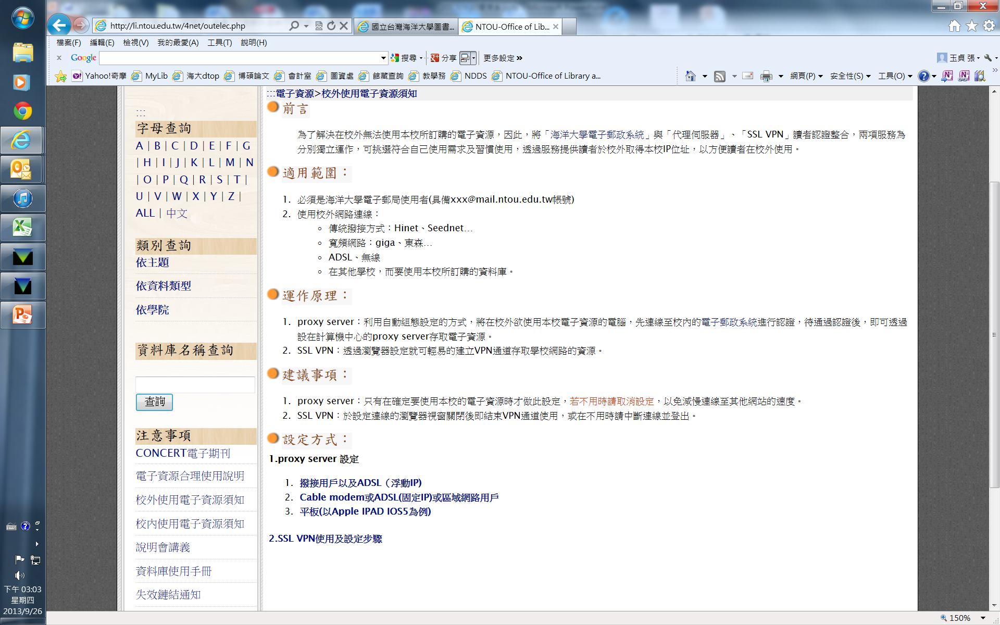 http://li.ntou.edu.tw/4net/outelec.php
國立台灣海洋大學圖書...
NTOU-Office of Lib...
檔案(F) 編輯(E) 檢視(V) 我的最愛(A) 工具(T) 說明(H)
x Google 搜尋 分享 更多設定 » 玉貞 張
Yahoo!奇摩 MyLib 海大dtop 博碩論文 會計室 圖資處 館藏查詢 教學務 NDDS NTOU-Office of Library a... 網頁(P) 安全性(S) 工具(O)
:::
字母查詢
A | B | C | D | E | F | G
| H | I | J | K | L | M | N
| O | P | Q | R | S | T |
U | V | W | X | Y | Z |
ALL | 中文
類別查詢
依主題
依資料類型
依學院
資料庫名稱查詢
查詢
注意事項
CONCERT電子期刊
電子資源合理使用說明
校外使用電子資源須知
校內使用電子資源須知
說明會講義
資料庫使用手冊
失效鏈結通知
:::電子資源>校外使用電子資源須知
前言
為了解決在校外無法使用本校所訂購的電子資源，因此，將「海洋大學電子郵政系統」與「代理伺服器」、「SSL VPN」讀者認證整合，兩項服務為
分別獨立運作，可挑選符合自己使用需求及習慣使用，透過服務提供讀者於校外取得本校IP位址，以方便讀者在校外使用。
適用範圍：
1. 必須是海洋大學電子郵局使用者(具備xxx@mail.ntou.edu.tw帳號)
2. 使用校外網路連線：
傳統撥接方式：Hinet、Seednet...
寬頻網路：giga、東森...
ADSL、無線
在其他學校，而要使用本校所訂購的資料庫。
運作原理：
1. proxy server：利用自動組態設定的方式，將在校外欲使用本校電子資源的電腦，先連線至校內的電子郵政系統進行認證，待通過認證後，即可透過
設在計算機中心的proxy server存取電子資源。
2. SSL VPN：透過瀏覽器設定就可輕易的建立VPN通道存取學校網路的資源。
建議事項：
1. proxy server：只有在確定要使用本校的電子資源時才做此設定，若不用時請取消設定，以免減慢連線至其他網站的速度。
2. SSL VPN：於設定連線的瀏覽器視窗關閉後即結束VPN通道使用，或在不用時請中斷連線並登出。
設定方式：
1.proxy server 設定
1. 撥接用戶以及ADSL（浮動IP)
2. Cable modem或ADSL(固定IP)或區域網路用戶
3. 平板(以Apple IPAD IOS5為例)
2.SSL VPN使用及設定步驟
下午 03:03
星期四
2013/9/26
150%